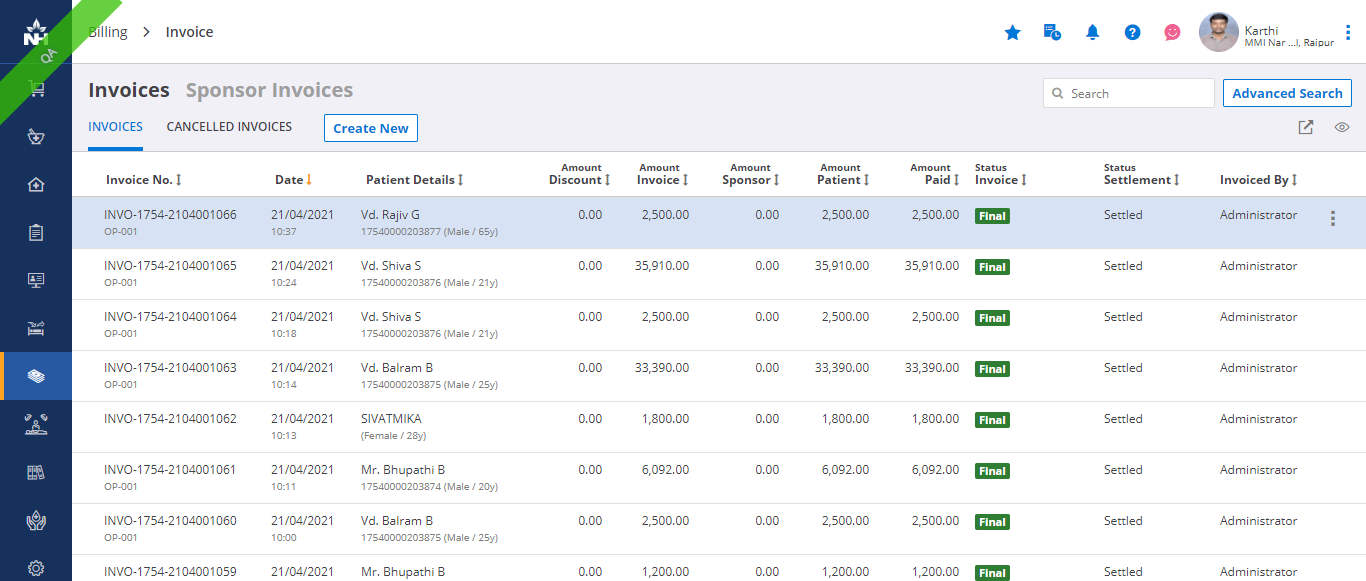 NH
QA
Billing > Invoice
Karthi
MMI Nar ...l, Raipur
Invoices Sponsor Invoices
Search
Advanced Search
INVOICES CANCELLED INVOICES Create New
Invoice No. Date Patient Details Amount Discount Amount Invoice Amount Sponsor Amount Patient Amount Paid Status Invoice Status Settlement Invoiced By
INVO-1754-2104001066 21/04/2021 Vd. Rajiv G 0.00 2,500.00 0.00 2,500.00 2,500.00 Final Settled Administrator
OP-001 10:37 17540000203877 (Male / 65y)
INVO-1754-2104001065 21/04/2021 Vd. Shiva S 0.00 35,910.00 0.00 35,910.00 35,910.00 Final Settled Administrator
OP-001 10:24 17540000203876 (Male / 21y)
INVO-1754-2104001064 21/04/2021 Vd. Shiva S 0.00 2,500.00 0.00 2,500.00 2,500.00 Final Settled Administrator
OP-001 10:18 17540000203876 (Male / 21y)
INVO-1754-2104001063 21/04/2021 Vd. Balram B 0.00 33,390.00 0.00 33,390.00 33,390.00 Final Settled Administrator
OP-001 10:14 17540000203875 (Male / 25y)
INVO-1754-2104001062 21/04/2021 SIVATMIKA 0.00 1,800.00 0.00 1,800.00 1,800.00 Final Settled Administrator
10:13 (Female / 28y)
INVO-1754-2104001061 21/04/2021 Mr. Bhupathi B 0.00 6,092.00 0.00 6,092.00 6,092.00 Final Settled Administrator
OP-001 10:11 17540000203874 (Male / 20y)
INVO-1754-2104001060 21/04/2021 Vd. Balram B 0.00 2,500.00 0.00 2,500.00 2,500.00 Final Settled Administrator
OP-001 10:00 17540000203875 (Male / 25y)
INVO-1754-2104001059 21/04/2021 Mr. Bhupathi B 0.00 1,200.00 0.00 1,200.00 1,200.00 Final Settled Administrator